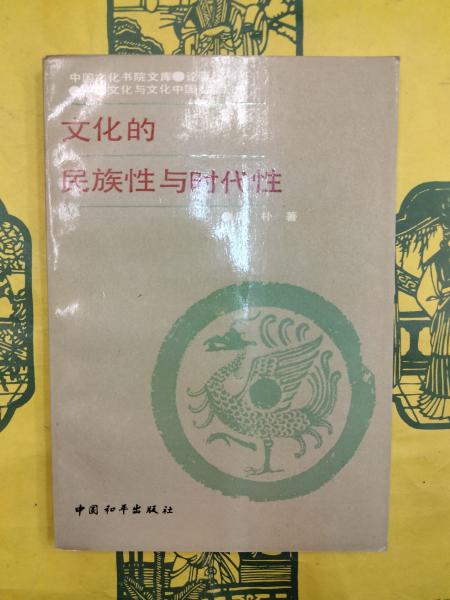 中国文化书院文库●论
文化与文化中国
文化的
民族性与时代性
朴 著
中国和平出版社